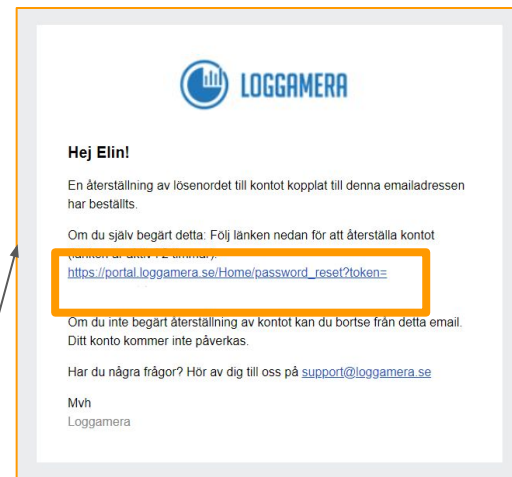 LOGGAMERA
Hej Elin!
En återställning av lösenordet till kontot kopplat till denna emailadressen
har beställts.
Om du själv begärt detta: Följ länken nedan för att återställa kontot
https://portal.loggamera.se/Home/password_reset?token=
Om du inte begärt återställning av kontot kan du bortse från detta email.
Ditt konto kommer inte påverkas.
Har du några frågor? Hör av dig till oss på support@loggamera.se
Mvh
Loggamera